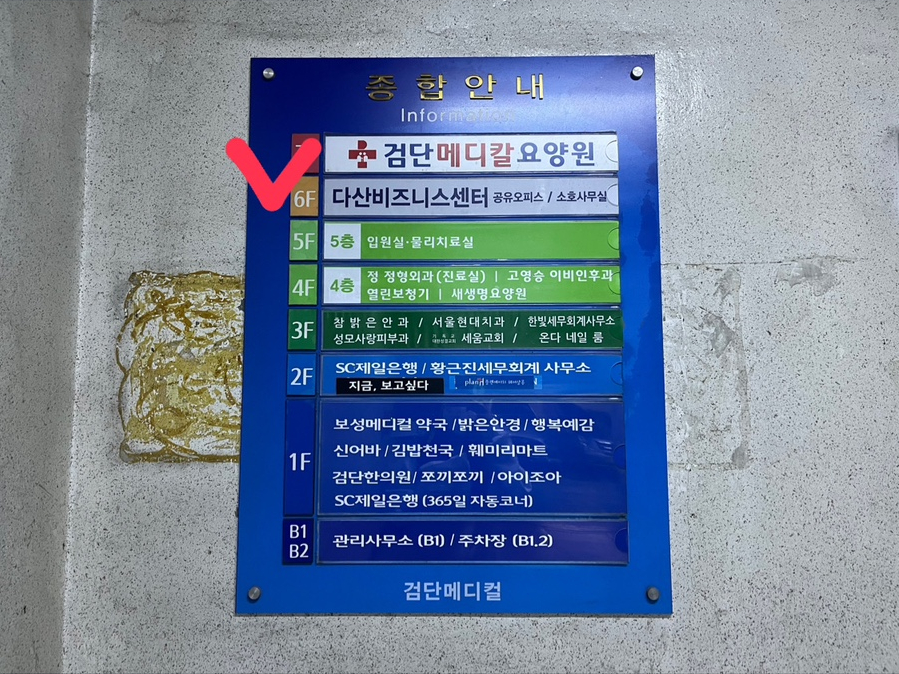 종합안내
Information
검단메디칼요양원
6F 다산비즈니스센터 공유오피스 / 소호사무실
5F 5층 입원실·물리치료실
4F 4층 정 정형외과(진료실) | 고영승 이비인후과
열린보청기 | 새생명요양원
3F 참 밝은 안과 / 서울현대치과 / 한빛세무회계사무소
성모사랑피부과 / 세움교회 / 온다 네일 룸
2F SC제일은행 / 황근진세무회계 사무소
지금, 보고싶다
1F 보성메디컬 약국 / 밝은안경 / 행복예감
신어바 / 김밥천국 / 훼미리마트
검단한의원 / 쪼끼쪼끼 / 아이조아
SC제일은행 (365일 자동코너)
B1
B2 관리사무소 (B1) / 주차장 (B1.2)
검단메디컬